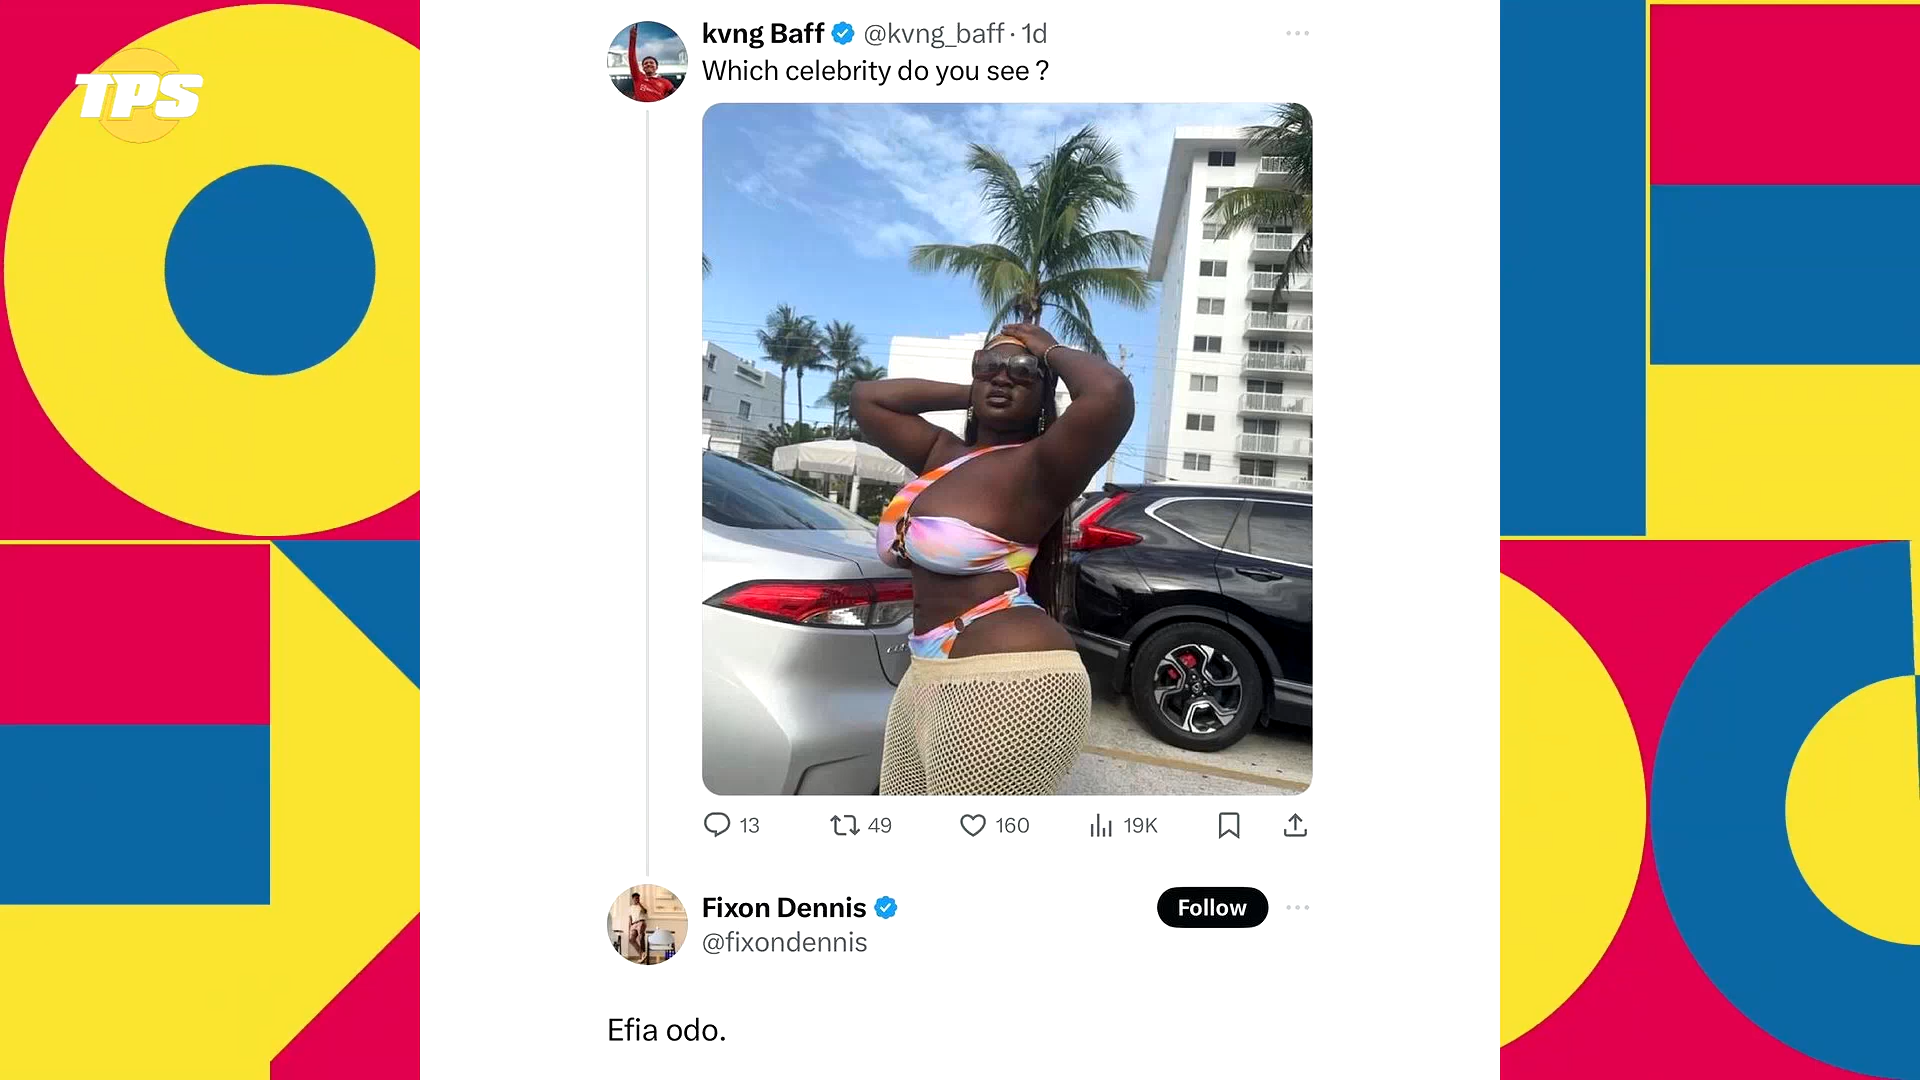 TPS
kvng Baff @kvng_baff · 1d
Which celebrity do you see ?
13 49 160 19K
Fixon Dennis
Follow
@fixondennis
Efia odo.